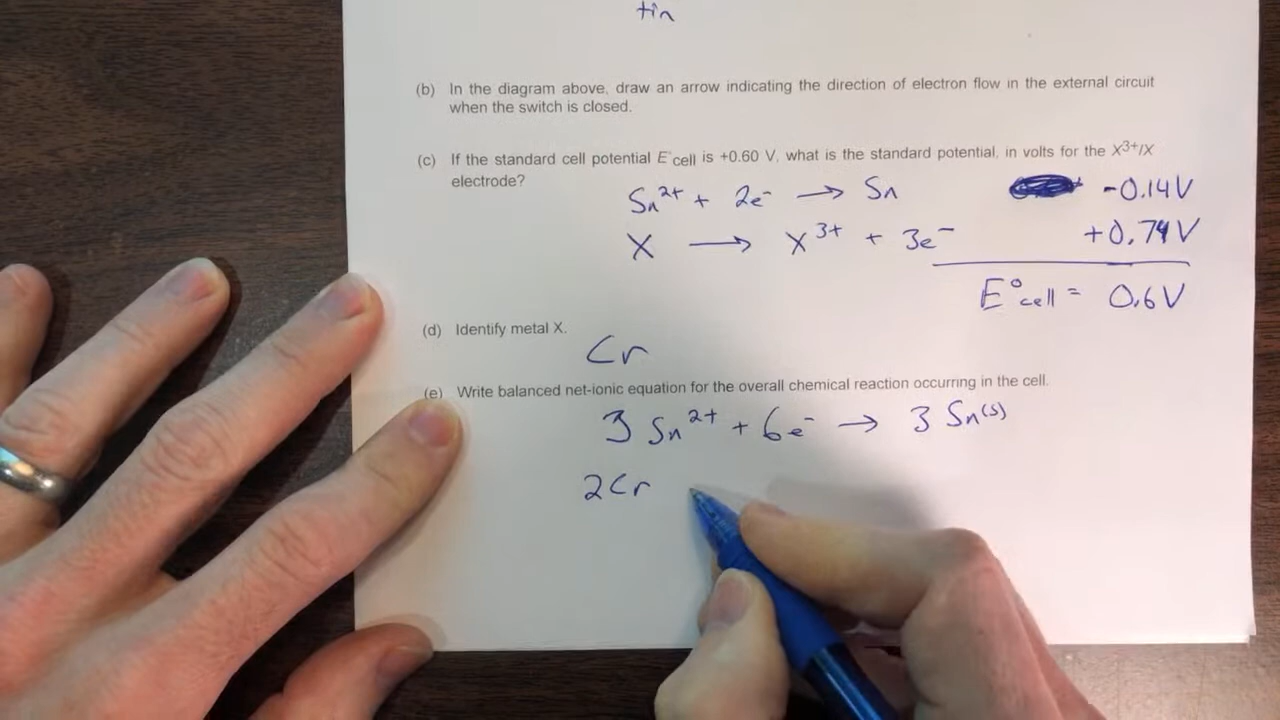 tin
(b) In the diagram above, draw an arrow indicating the direction of electron flow in the external circuit
when the switch is closed.
(c) If the standard cell potential E°cell is +0.60 V, what is the standard potential, in volts for the X³⁺/X
electrode?
Sn²⁺ + 2e⁻ → Sn -0.14V
X → X³⁺ + 3e⁻ +0.74V
E°cell = 0.6V
(d) Identify metal X.
Cr
(e) Write balanced net-ionic equation for the overall chemical reaction occurring in the cell.
3 Sn²⁺ + 6e⁻ → 3 Sn(s)
2Cr